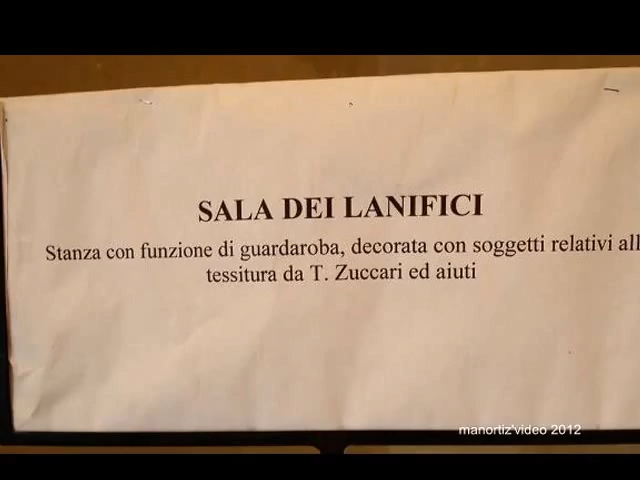 SALA DEI LANIFICI
Stanza con funzione di guardaroba, decorata con soggetti relativi all
tessitura da T. Zuccari ed aiuti
manortiz'video 2012